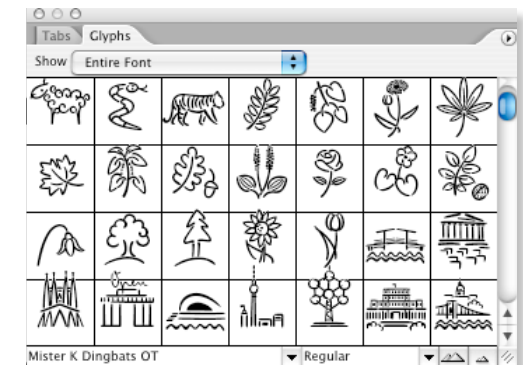 Tabs Glyphs
Show Entire Font
Mister K Dingbats OT Regular